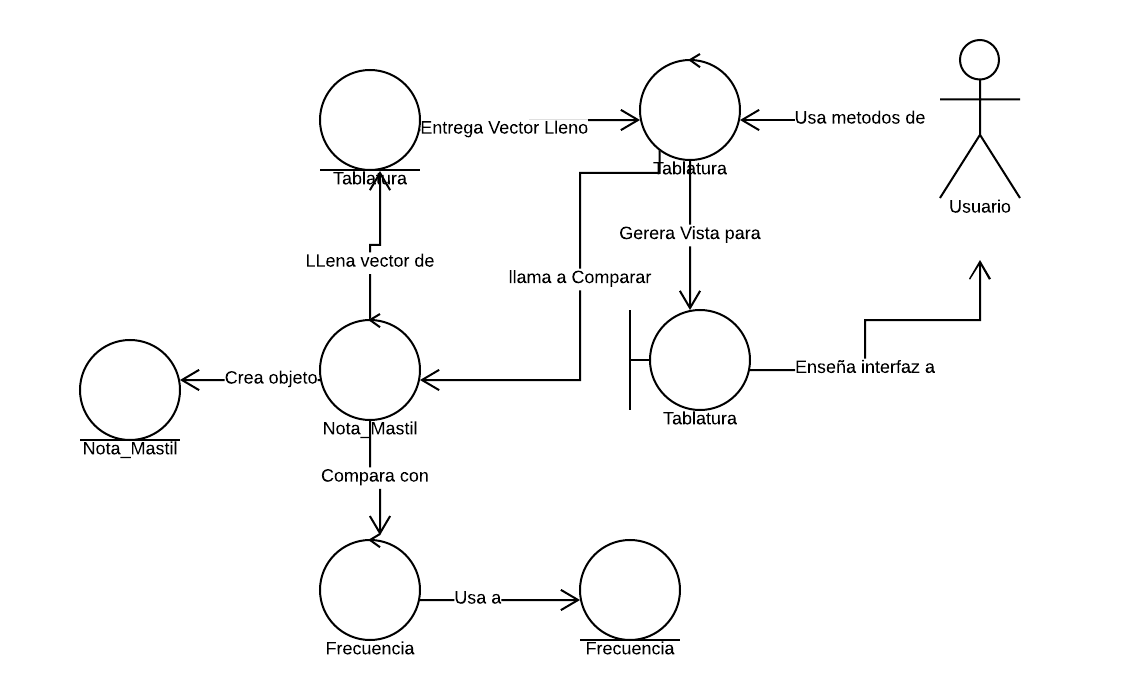 Usa metodos de
Entrega Vector Lleno
Tablatura
Tablatura
Usuario
Gerera Vista para
LLena vector de
llama a Comparar
Enseña interfaz a
Crea objeto
Tablatura
Nota_Mastil
Nota_Mastil
Compara con
Usa a
Frecuencia
Frecuencia